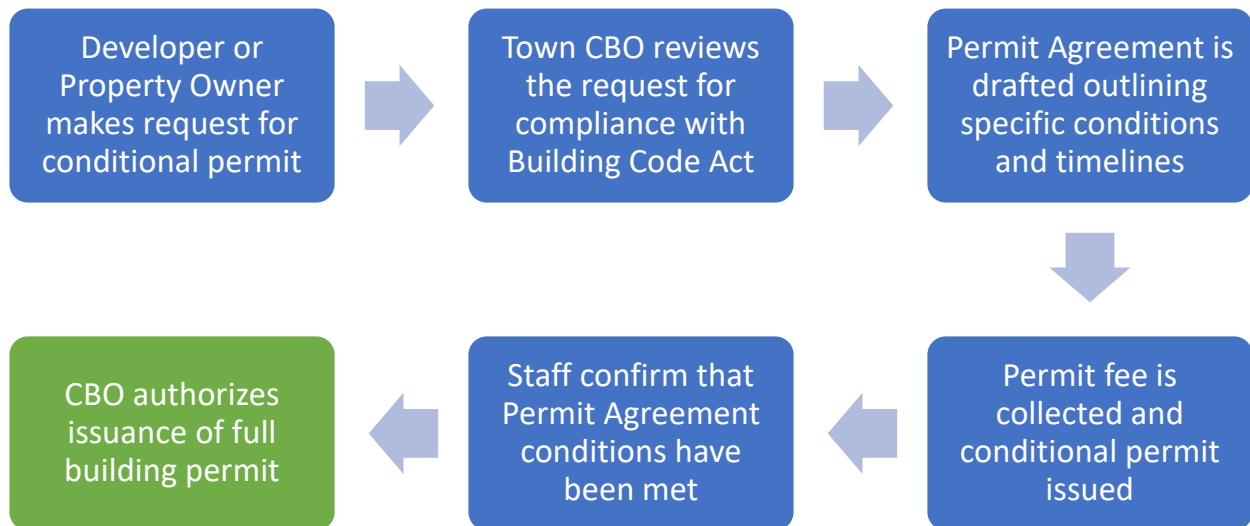 Developer or
Property Owner
makes request for
conditional permit
Town CBO reviews
the request for
compliance with
Building Code Act
Permit Agreement is
drafted outlining
specific conditions
and timelines
Permit fee is
collected and
conditional permit
issued
Staff confirm that
Permit Agreement
conditions have
been met
CBO authorizes
issuance of full
building permit